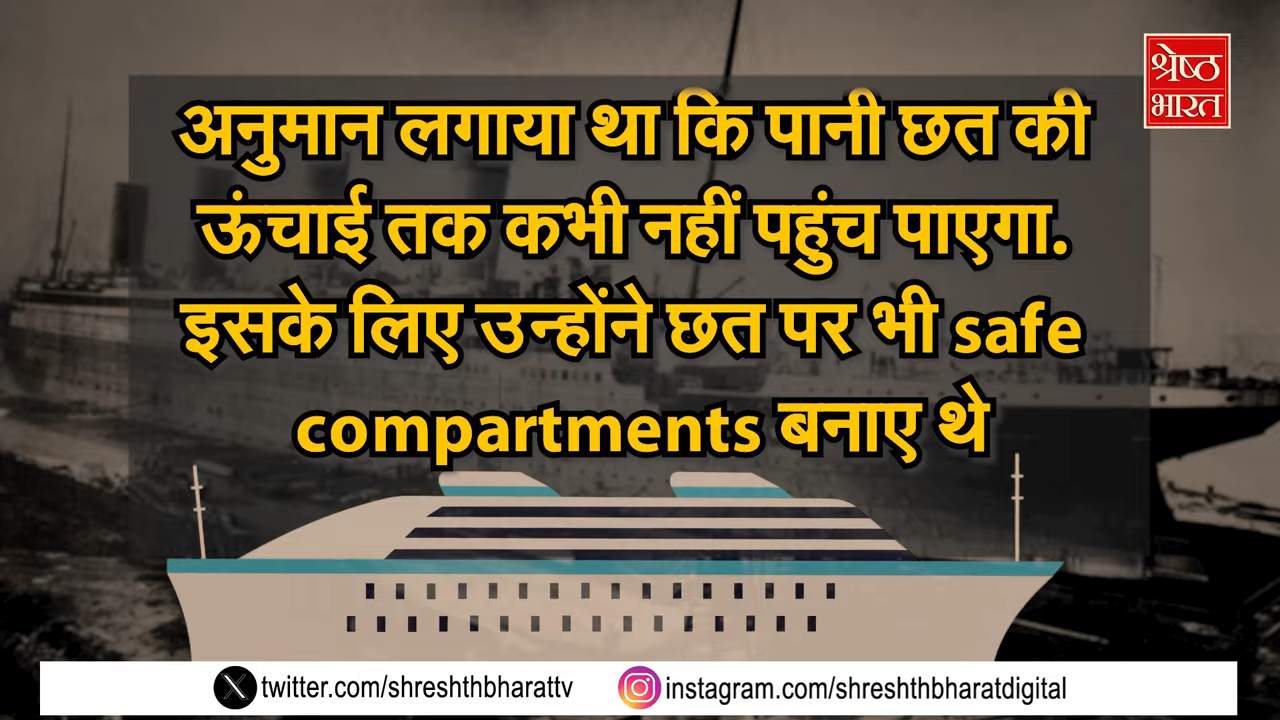 श्रेष्ठ
भारत
अनुमान लगाया था कि पानी छत की
ऊंचाई तक कभी नहीं पहुंच पाएगा.
इसके लिए उन्होंने छत पर भी safe
compartments बनाए थे
twitter.com/shreshthbharattv
instagram.com/shreshthbharatdigital